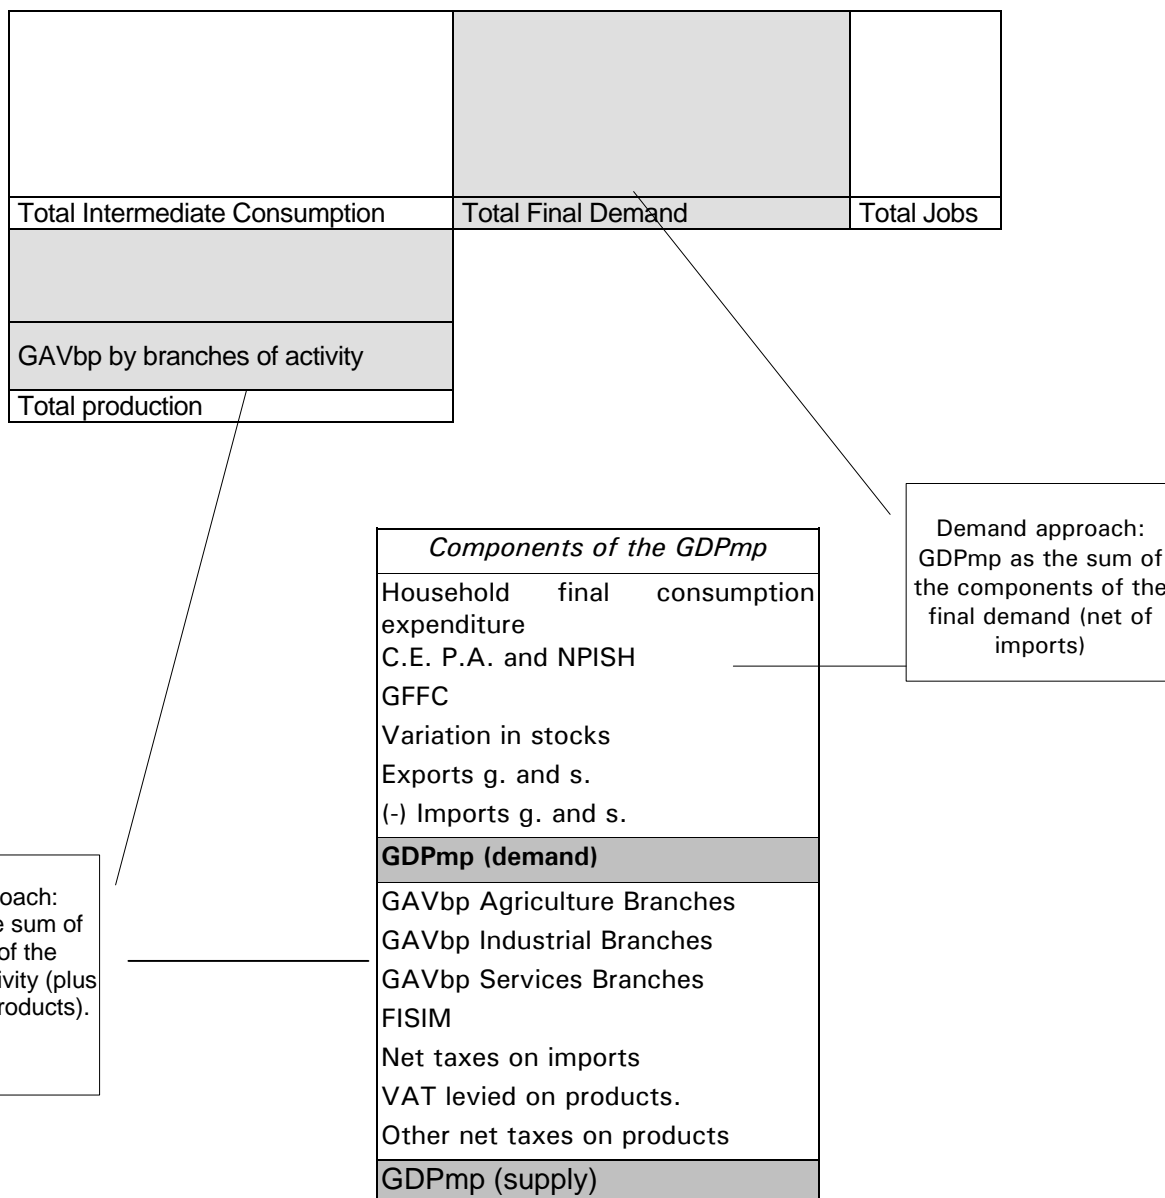 Total Intermediate Consumption
Total Final Demand
Total Jobs
GAVbp by branches of activity
Total production
Demand approach:
GDPmp as the sum of
the components of the
final demand (net of
imports)
Components of the GDPmp
Household final consumption
expenditure
C.E. P.A. and NPISH
GFFC
Variation in stocks
Exports g. and s.
(-) Imports g. and s.
GDPmp (demand)
GAVbp Agriculture Branches
GAVbp Industrial Branches
GAVbp Services Branches
FISIM
Net taxes on imports
VAT levied on products.
Other net taxes on products
GDPmp (supply)
oach:
e sum of
of the
ivity (plus
roducts).